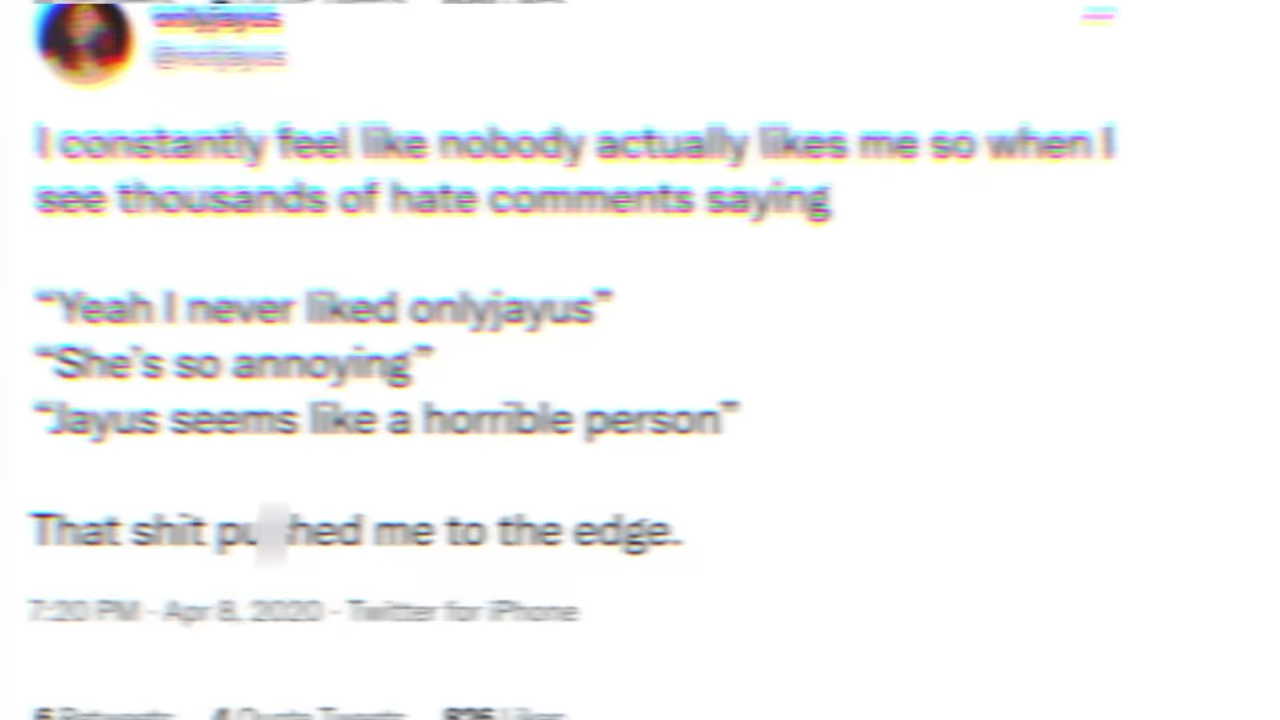 onlyjayus
I constantly feel like nobody actually likes me so when I
see thousands of hate comments saying
“Yeah I never liked onlyjayus”
“She's so annoying”
“Jayus seems like a horrible person”
That shit pu hed me to the edge.
7:20 PM · Apr 8, 2020 · Twitter for iPhone